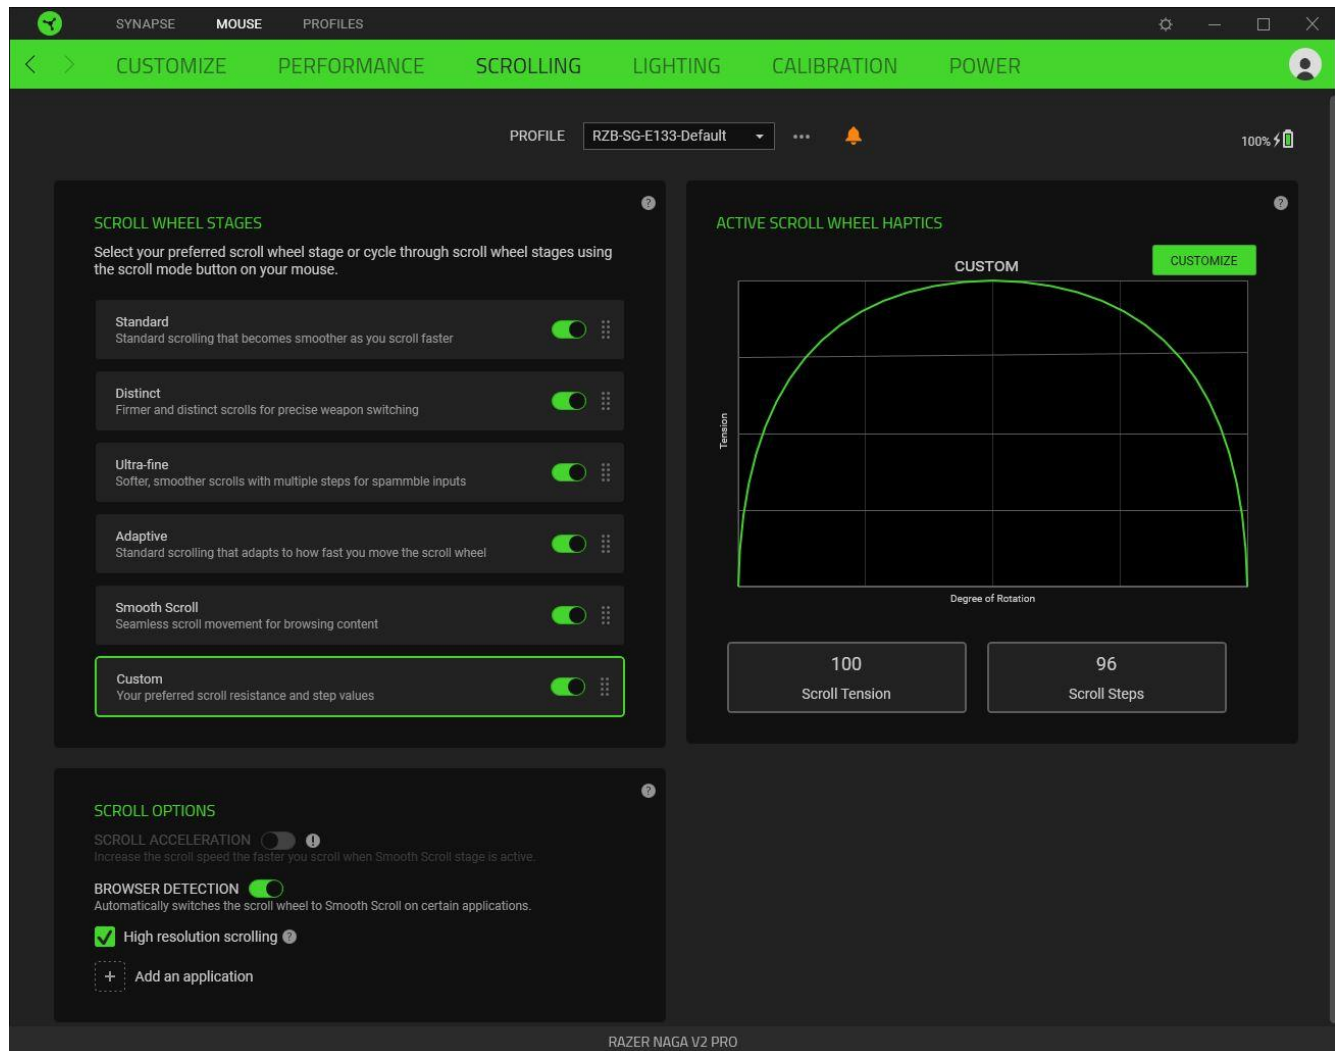 SYNAPSE MOUSE PROFILES
CUSTOMIZE PERFORMANCE SCROLLING LIGHTING CALIBRATION POWER
PROFILE RZB-SG-E133-Default
100%
SCROLL WHEEL STAGES
Select your preferred scroll wheel stage or cycle through scroll wheel stages using
the scroll mode button on your mouse.
Standard
Standard scrolling that becomes smoother as you scroll faster
Distinct
Firmer and distinct scrolls for precise weapon switching
Ultra-fine
Softer, smoother scrolls with multiple steps for spammble inputs
Adaptive
Standard scrolling that adapts to how fast you move the scroll wheel
Smooth Scroll
Seamless scroll movement for browsing content
Custom
Your preferred scroll resistance and step values
ACTIVE SCROLL WHEEL HAPTICS
CUSTOMIZE
CUSTOM
Tension
Degree of Rotation
100
Scroll Tension
96
Scroll Steps
SCROLL OPTIONS
SCROLL ACCELERATION
Increase the scroll speed the faster you scroll when Smooth Scroll stage is active.
BROWSER DETECTION
Automatically switches the scroll wheel to Smooth Scroll on certain applications.
High resolution scrolling
Add an application
RAZER NAGA V2 PRO